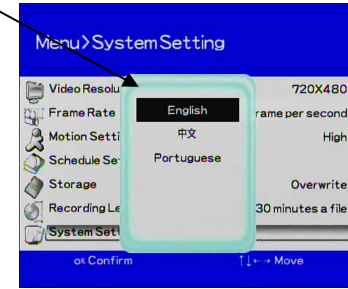 Menu>SystemSetting
Video Resolu
720X480
Frame Rate
rame per second
Motion Setti
High
Schedule Se
Storage
Overwrite
Recording Le
30 minutes a file
System Sett
English
中文
Portuguese
ok Confirm
↑↓←→ Move